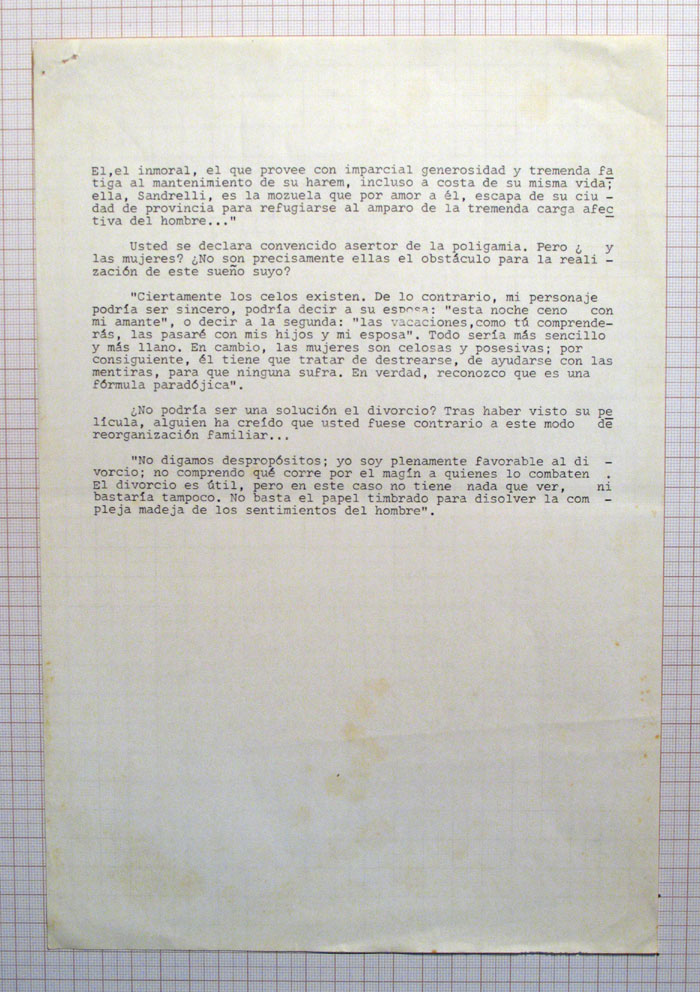 El,el inmoral, el que provee con imparcial generosidad y tremenda fa
tiga al mantenimiento de su harem, incluso a costa de su misma vida;
ella, Sandrelli, es la mozuela que por amor a él, escapa de su ciu -
dad de provincia para refugiarse al amparo de la tremenda carga afec
tiva del hombre..."
Usted se declara convencido asertor de la poligamia. Pero ¿ y
las mujeres? ¿No son precisamente ellas el obstáculo para la reali -
zación de este sueño suyo?
"Ciertamente los celos existen. De lo contrario, mi personaje
podría ser sincero, podría decir a su esposa: "esta noche ceno con
mi amante", o decir a la segunda: "las vacaciones,como tú comprende-
rás, las pasaré con mis hijos y mi esposa". Todo sería más sencillo
y más llano. En cambio, las mujeres son celosas y posesivas; por
consiguiente, él tiene que tratar de destrearse, de ayudarse con las
mentiras, para que ninguna sufra. En verdad, reconozco que es una
fórmula paradójica".
¿No podría ser una solución el divorcio? Tras haber visto su pe
lícula, alguien ha creído que usted fuese contrario a este modo de
reorganización familiar...
"No digamos despropósitos; yo soy plenamente favorable al di -
vorcio; no comprendo qué corre por el magín a quienes lo combaten .
El divorcio es útil, pero en este caso no tiene nada que ver, ni
bastaría tampoco. No basta el papel timbrado para disolver la com -
pleja madeja de los sentimientos del hombre".